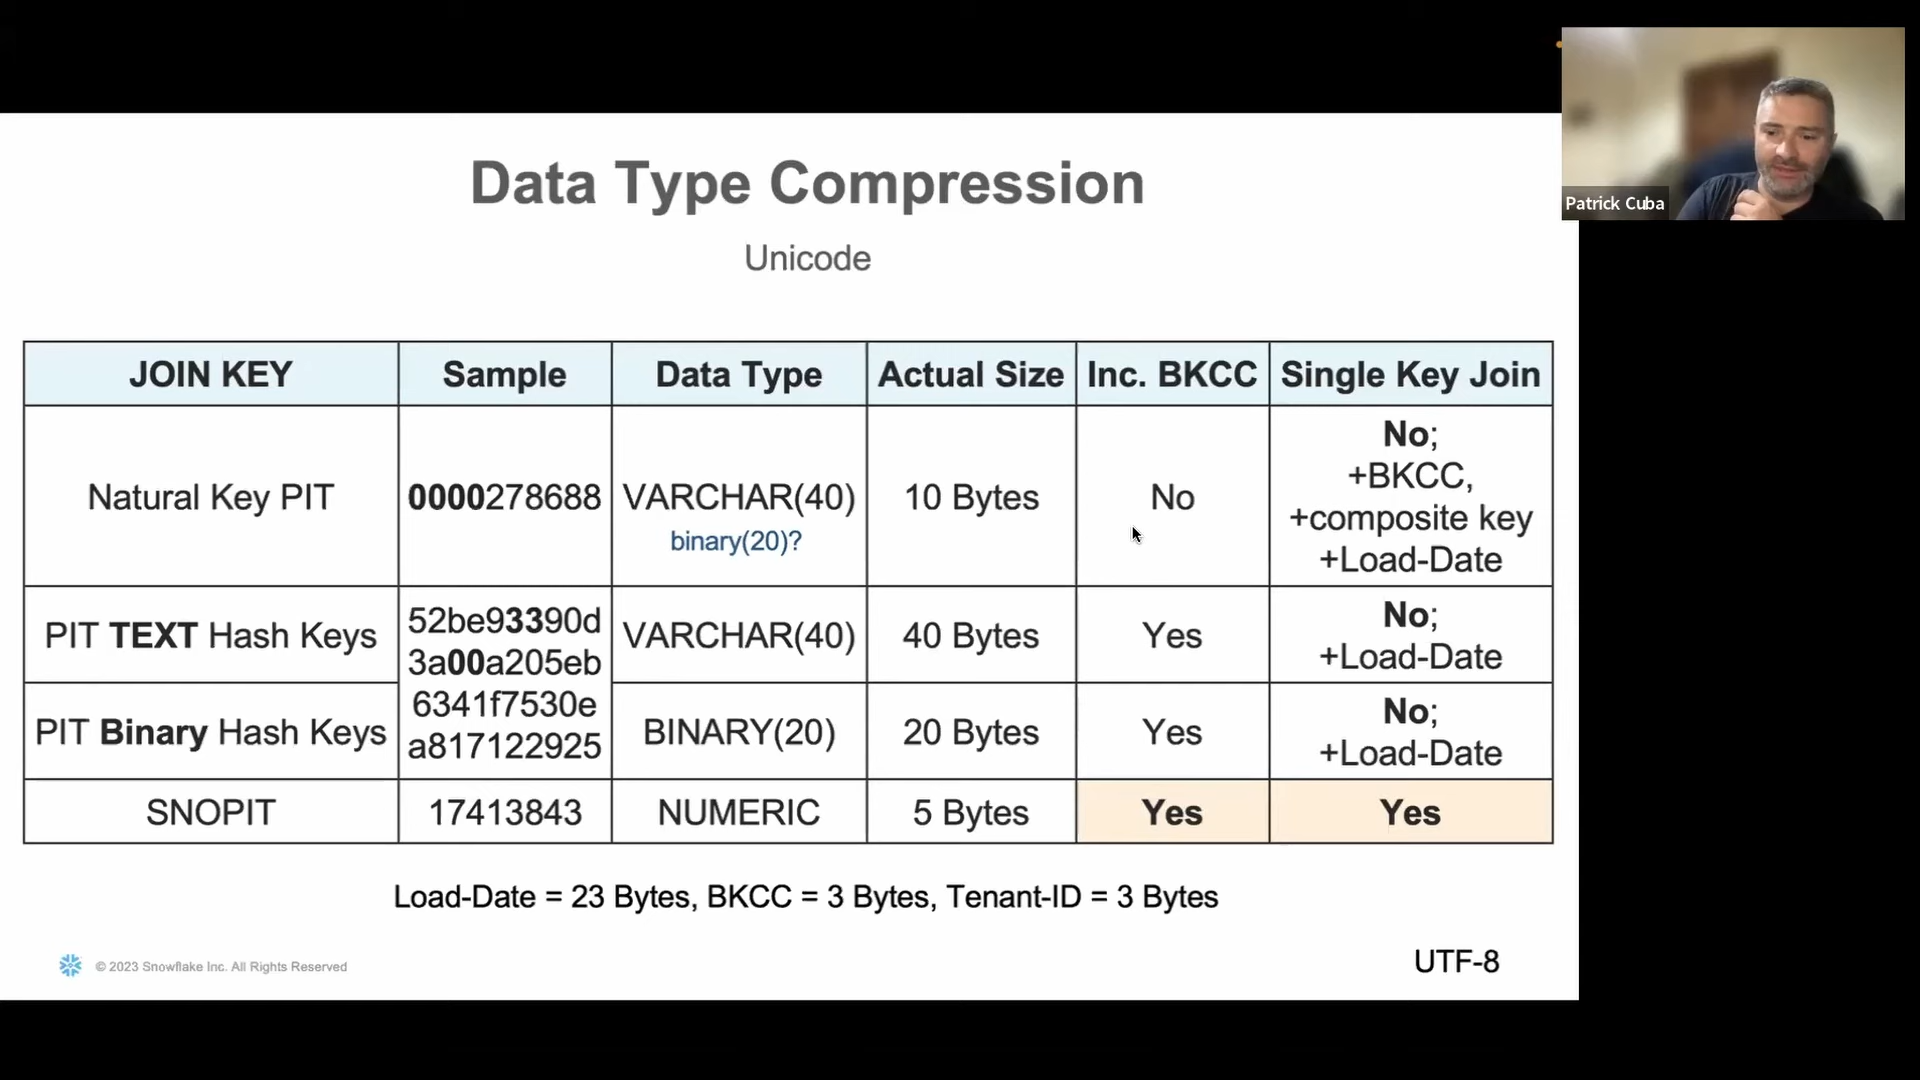 Patrick Cuba
Data Type Compression
Unicode
JOIN KEY
Sample
Data Type
Actual Size
Inc. BKCC
Single Key Join
Natural Key PIT
0000278688
VARCHAR(40)
binary(20)?
10 Bytes
No
No;
+BKCC,
+composite key
+Load-Date
PIT TEXT Hash Keys
52be93390d
3a00a205eb
6341f7530e
a817122925
VARCHAR(40)
40 Bytes
Yes
No;
+Load-Date
PIT Binary Hash Keys
BINARY(20)
20 Bytes
Yes
No;
+Load-Date
SNOPIT
17413843
NUMERIC
5 Bytes
Yes
Yes
Load-Date = 23 Bytes, BKCC = 3 Bytes, Tenant-ID = 3 Bytes
© 2023 Snowflake Inc. All Rights Reserved
UTF-8